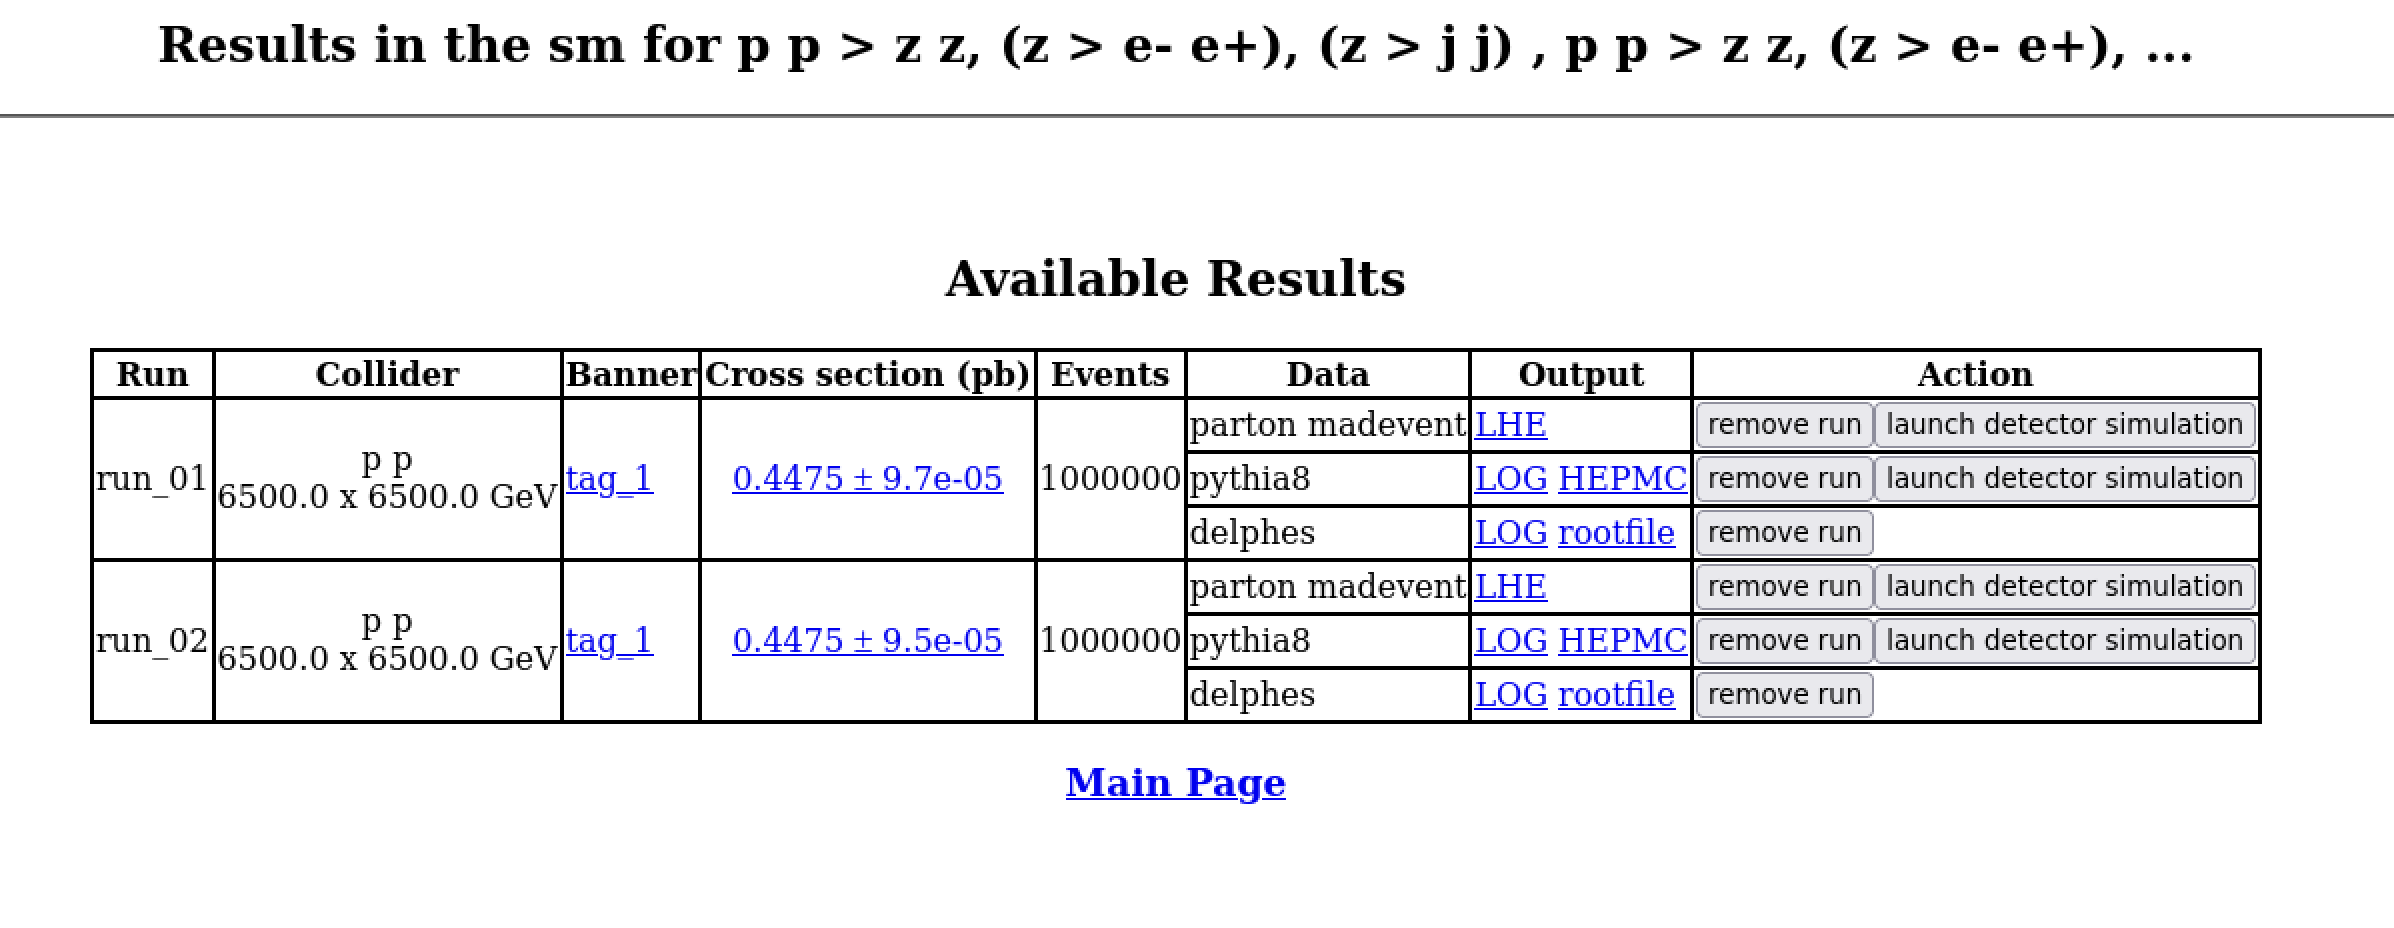 Results in the sm for p p > z z, (z > e- e+), (z > j j) , p p > z z, (z > e- e+), ...
Available Results
Run Collider Banner Cross section (pb) Events Data Output Action
run_01 p p
6500.0 x 6500.0 GeV tag_1 0.4475 ± 9.7e-05 1000000 parton madevent LHE remove run launch detector simulation
pythia8 LOG HEPMC remove run launch detector simulation
delphes LOG rootfile remove run
run_02 p p
6500.0 x 6500.0 GeV tag_1 0.4475 ± 9.5e-05 1000000 parton madevent LHE remove run launch detector simulation
pythia8 LOG HEPMC remove run launch detector simulation
delphes LOG rootfile remove run
Main Page